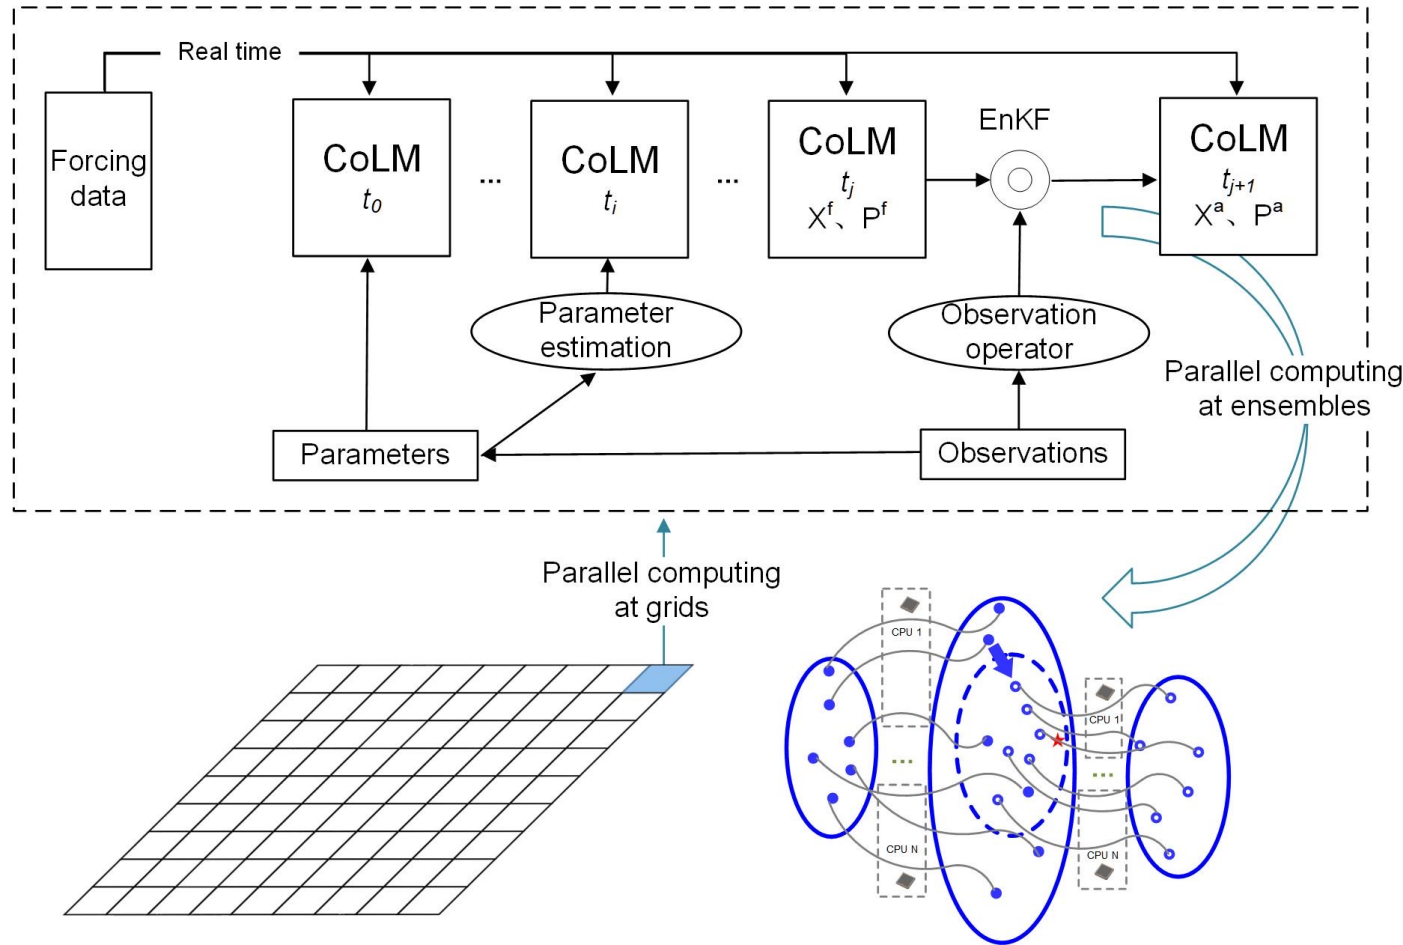 Real time
Forcing
data
CoLM
t0
...
CoLM
ti
...
CoLM
tj
Xf、Pf
EnKF
CoLM
tj+1
Xa、Pa
Parameter
estimation
Observation
operator
Parameters
Observations
Parallel computing
at ensembles
Parallel computing
at grids
CPU 1
...
CPU N
CPU 1
...
CPU N